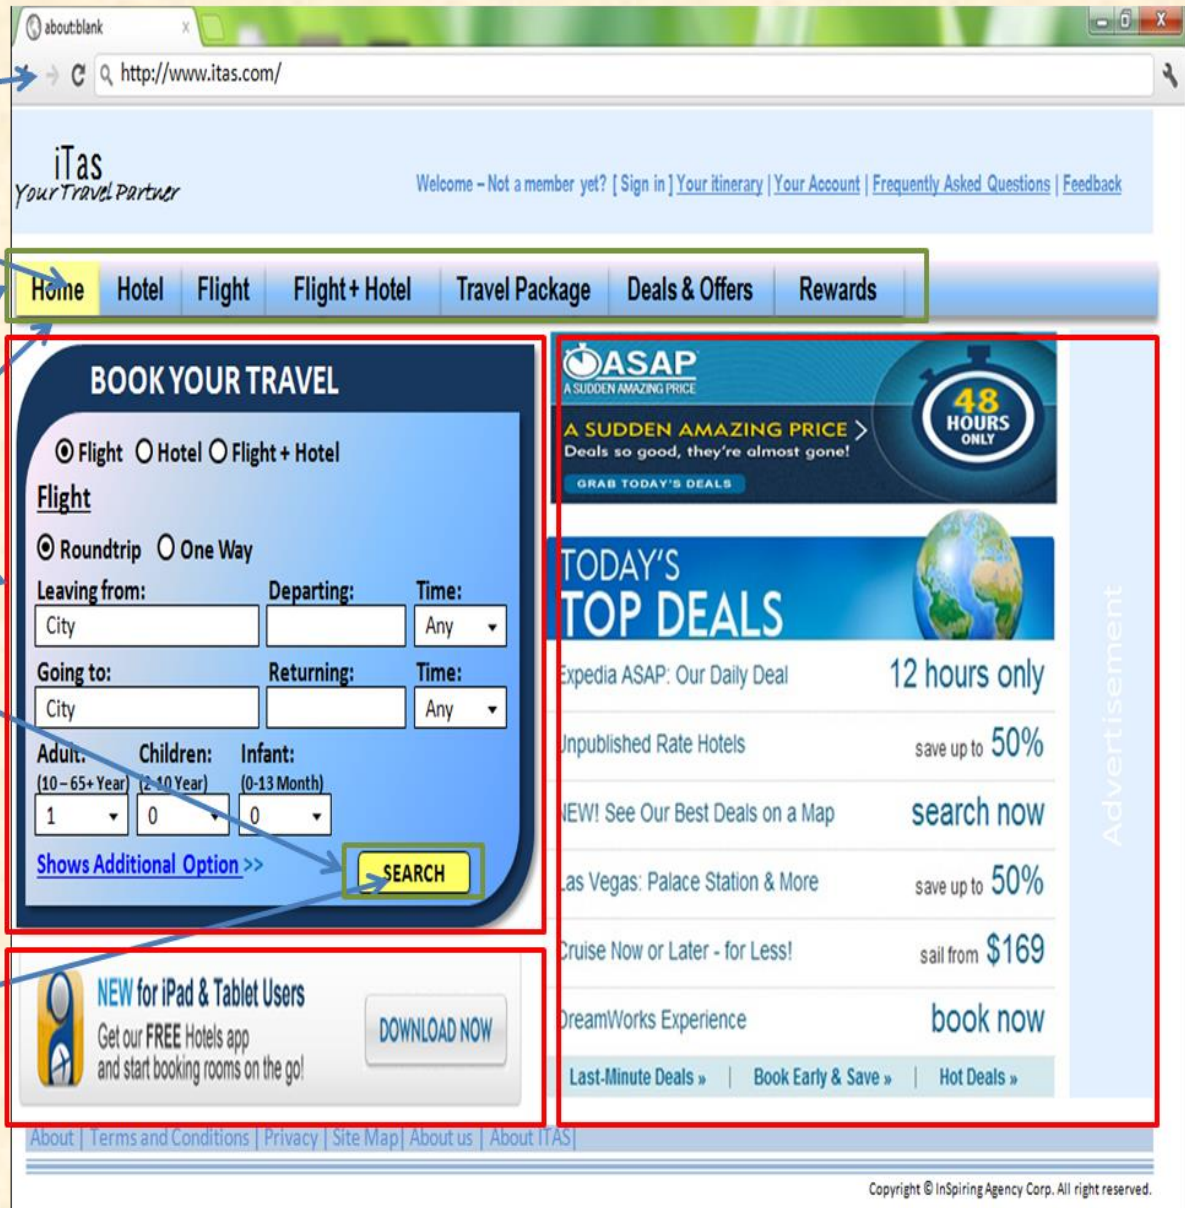 about:blank
http://www.itas.com/
iTas
Your Travel Partner
Welcome – Not a member yet? [ Sign in ] Your itinerary | Your Account | Frequently Asked Questions | Feedback
Home Hotel Flight Flight + Hotel Travel Package Deals & Offers Rewards
BOOK YOUR TRAVEL
Flight Hotel Flight + Hotel
Flight
Roundtrip One Way
Leaving from: Departing: Time:
City Any
Going to: Returning: Time:
City Any
Adult: Children: Infant:
(10 – 65+ Year) (2-10 Year) (0-13 Month)
1 0 0
Shows Additional Option >>
SEARCH
NEW for iPad & Tablet Users
Get our FREE Hotels app
and start booking rooms on the go!
DOWNLOAD NOW
ASAP
A SUDDEN AMAZING PRICE
A SUDDEN AMAZING PRICE >
Deals so good, they're almost gone!
GRAB TODAY'S DEALS
48
HOURS
ONLY
TODAY'S
TOP DEALS
Expedia ASAP: Our Daily Deal 12 hours only
Unpublished Rate Hotels save up to 50%
NEW! See Our Best Deals on a Map search now
Las Vegas: Palace Station & More save up to 50%
Cruise Now or Later - for Less! sail from $169
DreamWorks Experience book now
Last-Minute Deals » | Book Early & Save » | Hot Deals »
Advertisement
About | Terms and Conditions | Privacy | Site Map| About us | About ITAS|
Copyright © InSpiring Agency Corp. All right reserved.